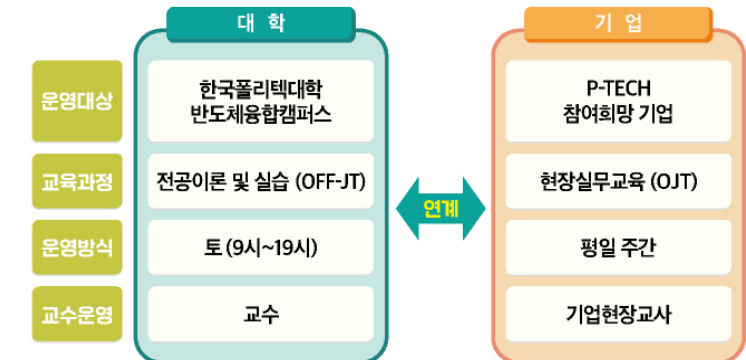 대 학
기 업
운영대상
한국폴리텍대학
반도체융합캠퍼스
P-TECH
참여희망 기업
교육과정
전공이론 및 실습 (OFF-JT)
현장실무교육 (OJT)
연계
운영방식
토 (9시~19시)
평일 주간
교수운영
교수
기업현장교사